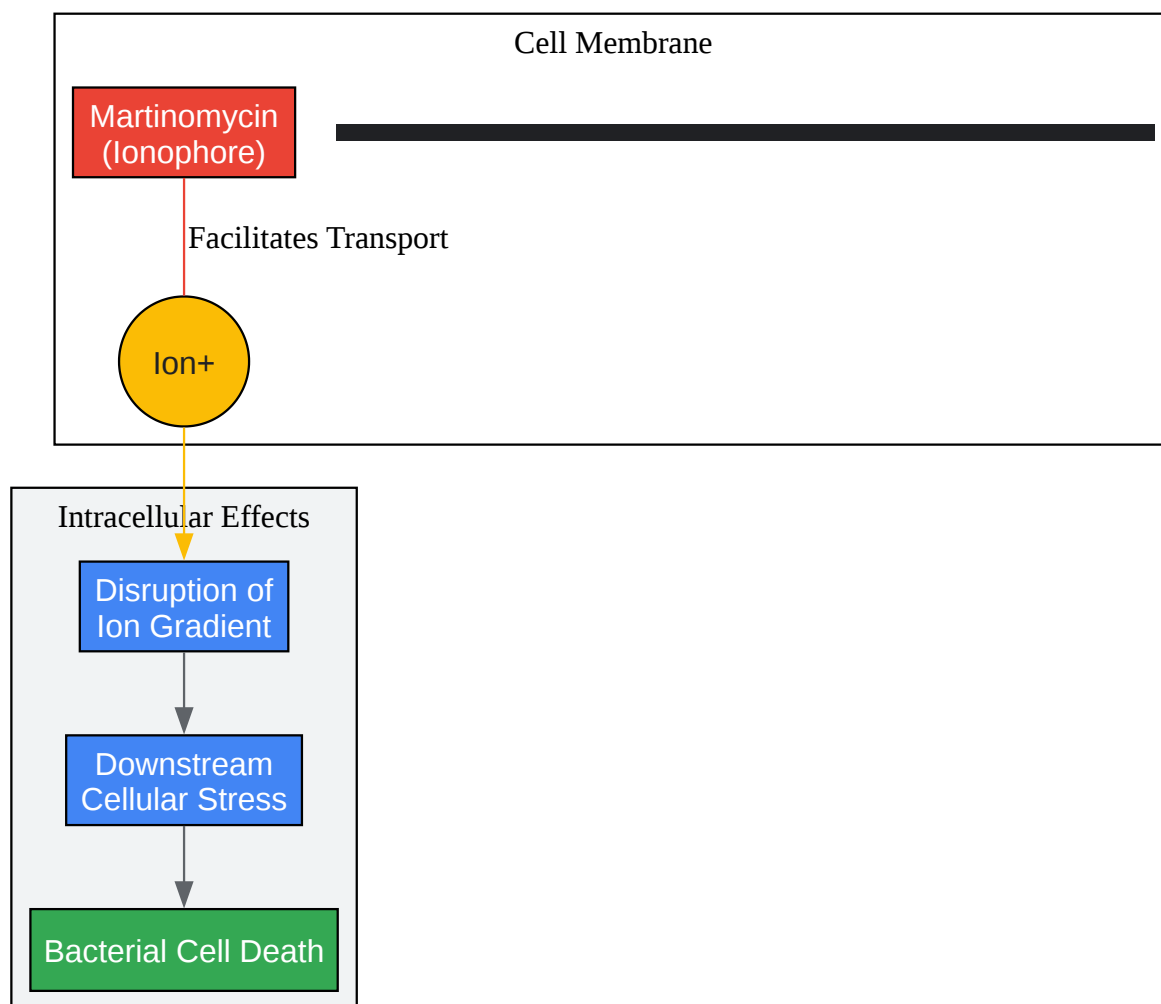 Cell Membrane
Martinomycin
(Ionophore)
Facilitates Transport
Ion+
Intracellular Effects
Disruption of
Ion Gradient
Downstream
Cellular Stress
Bacterial Cell Death